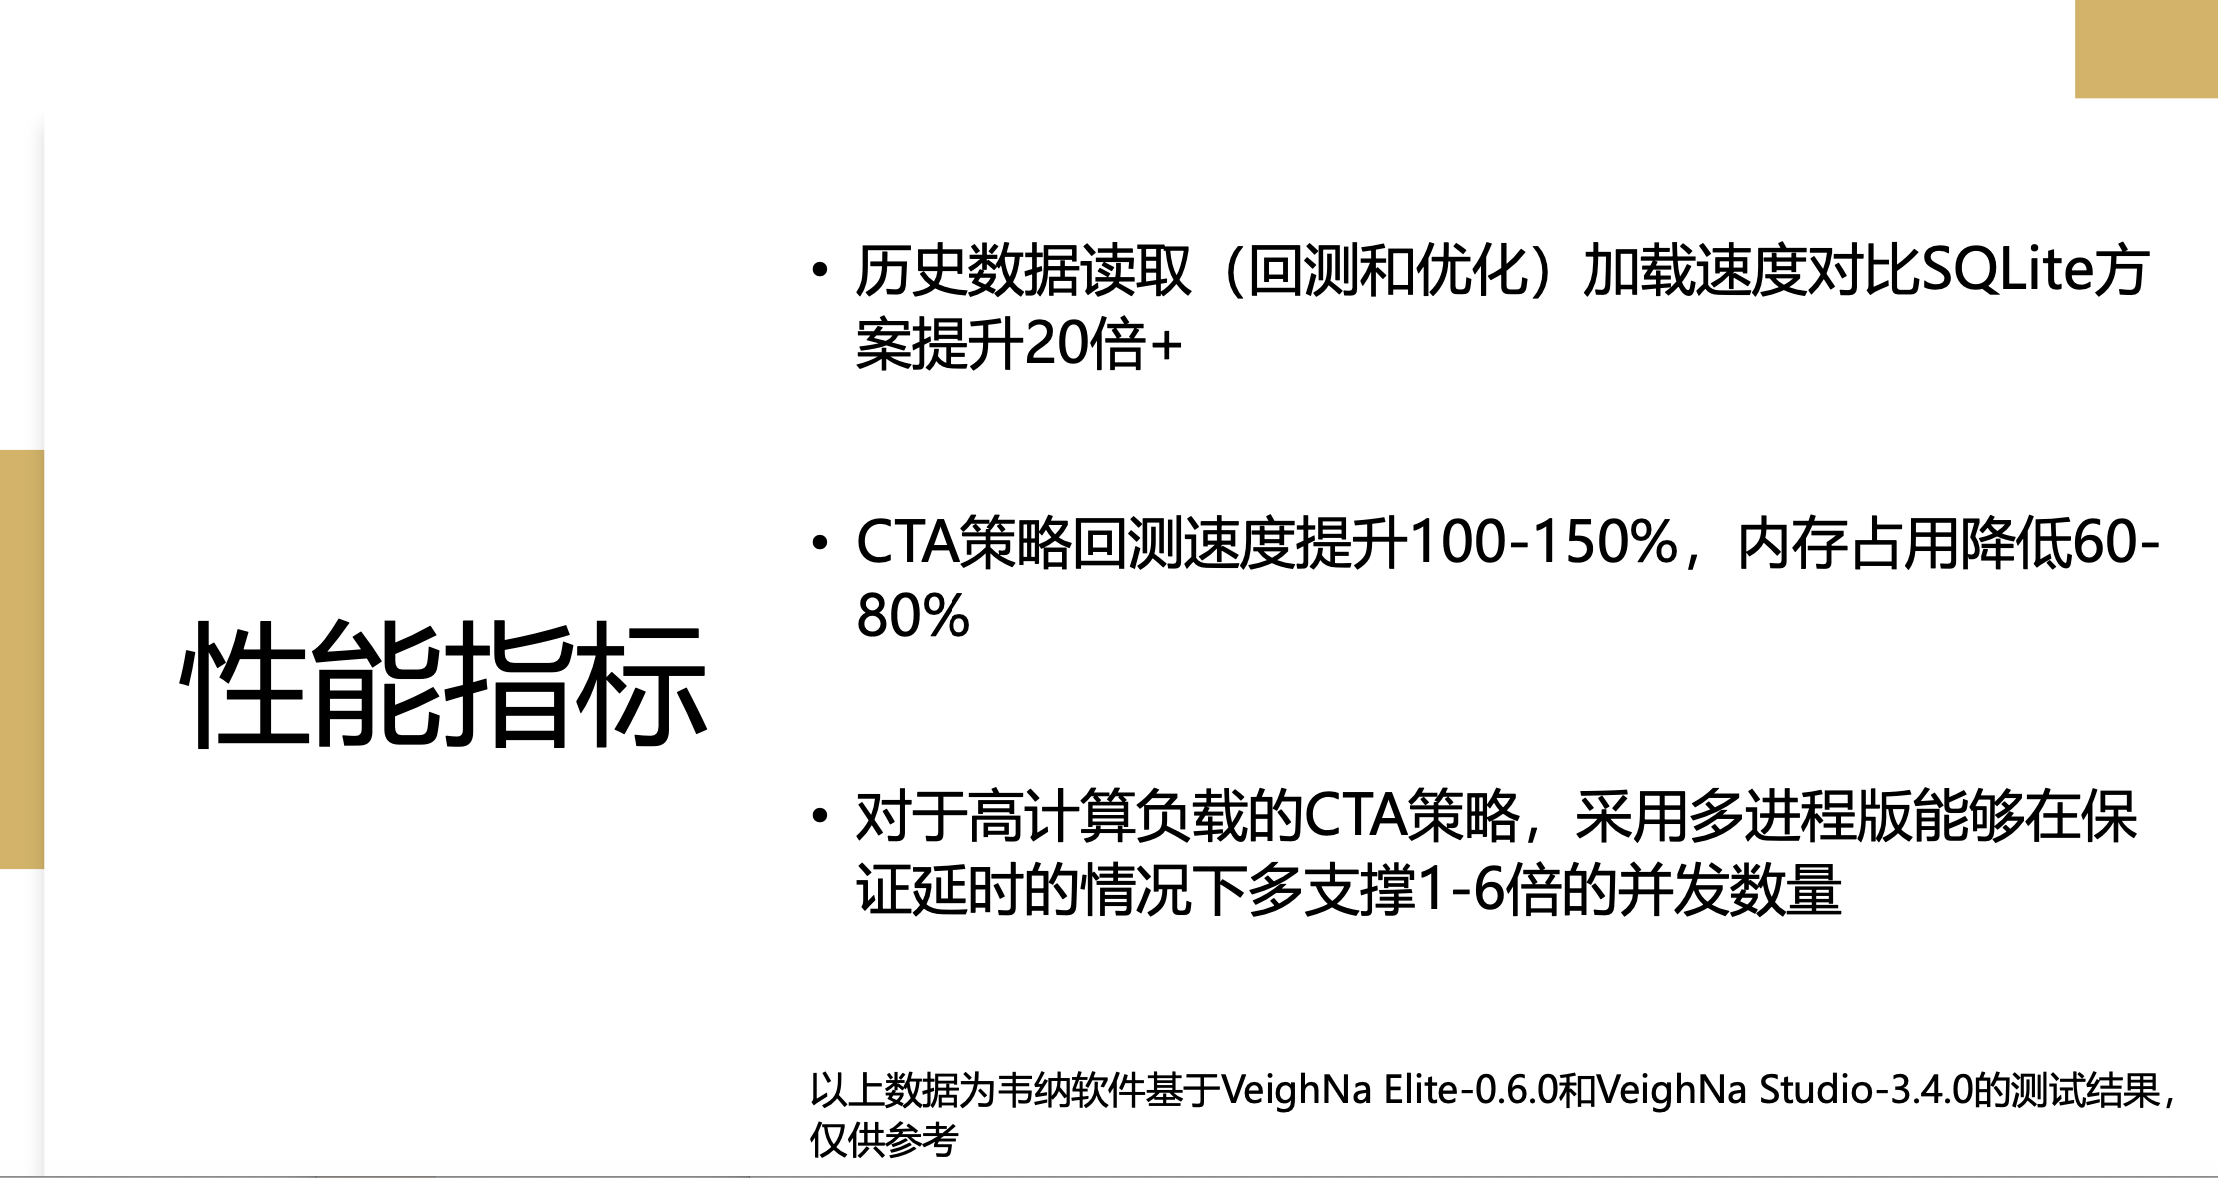 性能指标
• 历史数据读取（回测和优化）加载速度对比SQLite方
案提升20倍+
• CTA策略回测速度提升100-150%，内存占用降低60-
80%
• 对于高计算负载的CTA策略，采用多进程版能够在保
证延时的情况下多支撑1-6倍的并发数量
以上数据为韦纳软件基于VeighNa Elite-0.6.0和VeighNa Studio-3.4.0的测试结果，
仅供参考